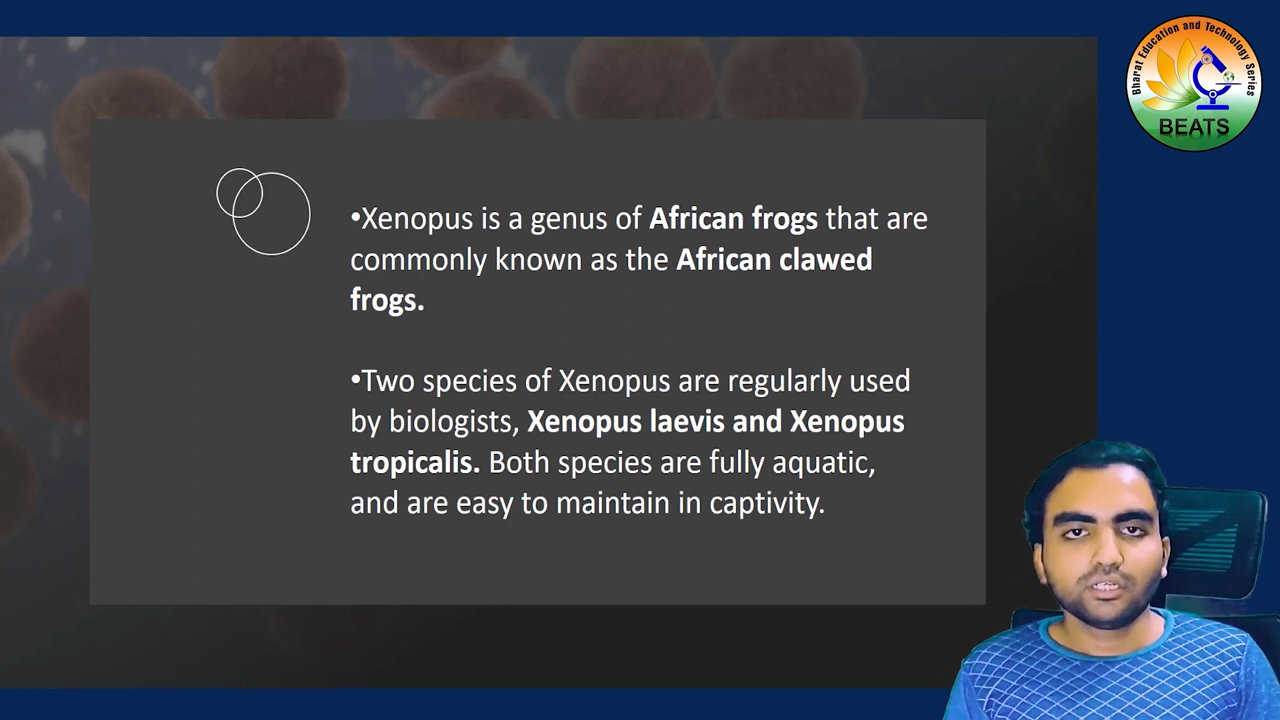 Bharat Education and Technology Series
BEATS
•Xenopus is a genus of African frogs that are
commonly known as the African clawed
frogs.
•Two species of Xenopus are regularly used
by biologists, Xenopus laevis and Xenopus
tropicalis. Both species are fully aquatic,
and are easy to maintain in captivity.